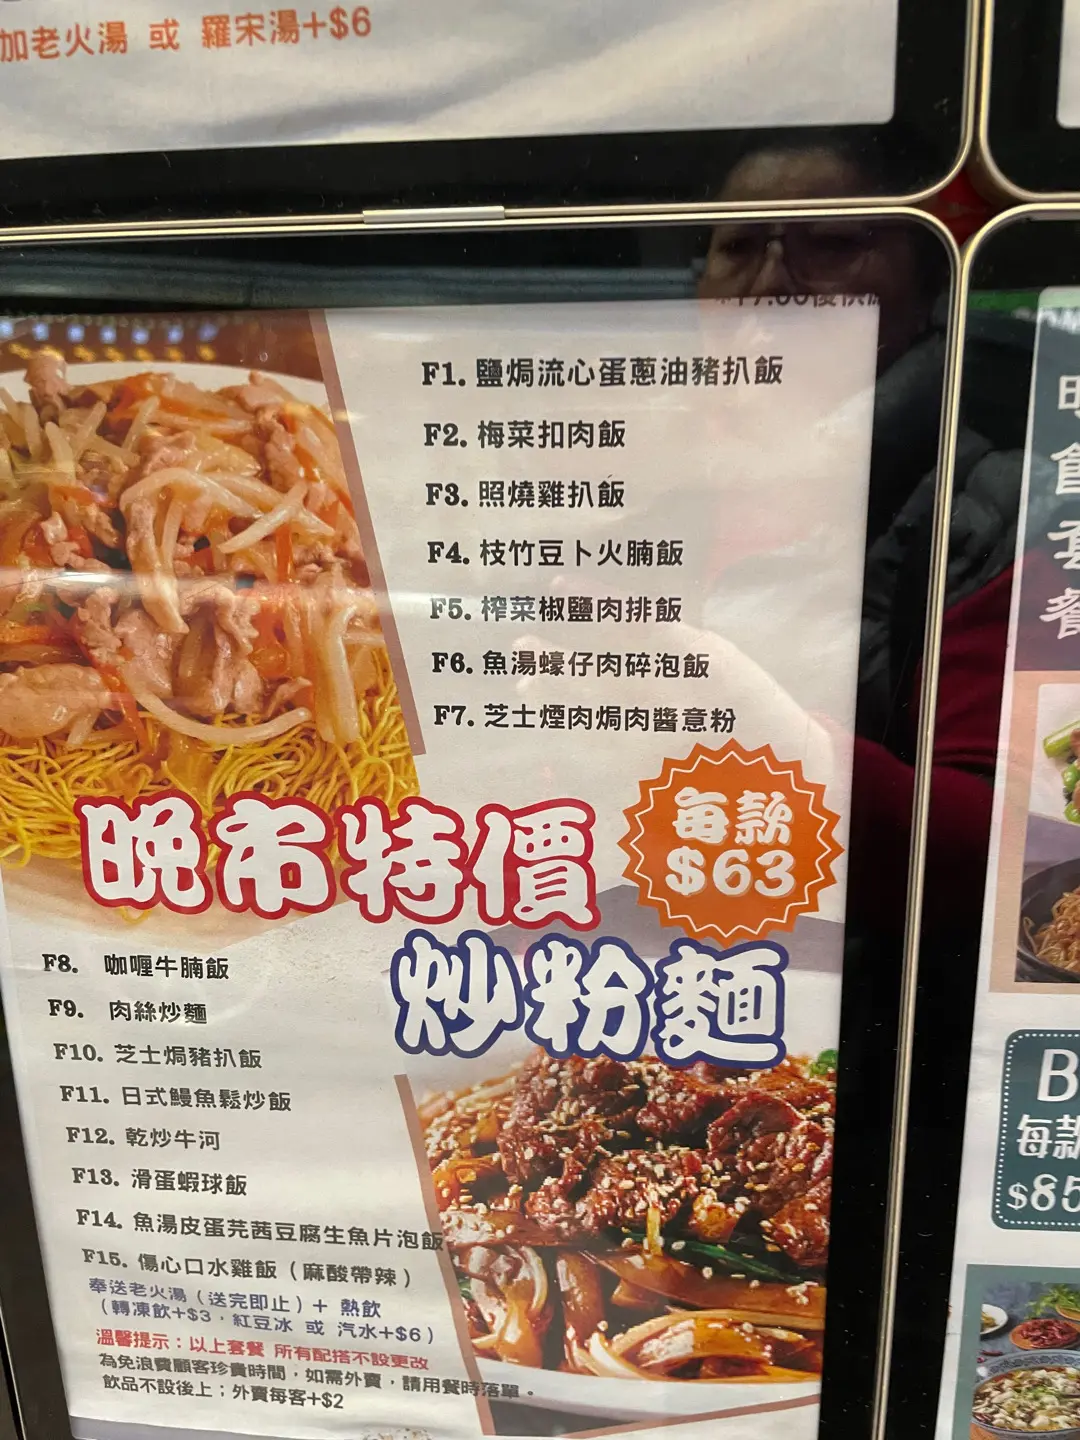 加老火湯 或 羅宋湯+$6
F1. 鹽焗流心蛋蔥油豬扒飯
F2. 梅菜扣肉飯
F3. 照燒雞扒飯
F4. 枝竹豆卜火腩飯
F5. 榨菜椒鹽肉排飯
F6. 魚湯蠔仔肉碎泡飯
F7. 芝士煙肉焗肉醬意粉
每款
$63
晚市特價
炒粉麵
F8. 咖喱牛腩飯
F9. 肉絲炒麵
F10. 芝士焗豬扒飯
F11. 日式鰻魚鬆炒飯
F12. 乾炒牛河
F13. 滑蛋蝦球飯
F14. 魚湯皮蛋芫茜豆腐生魚片泡飯
F15. 傷心口水雞飯（麻酸帶辣）
奉送老火湯（送完即止）+ 熱飲
（轉凍飲+$3，紅豆冰 或 汽水+$6）
溫馨提示：以上套餐 所有配搭不設更改
為免浪費顧客珍貴時間，如需外賣，請用餐時落單。
飲品不設後上；外賣每客+$2
餐
B
每款
$85